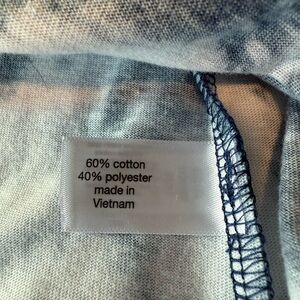 60% cotton
40% polyester
made in
Vietnam